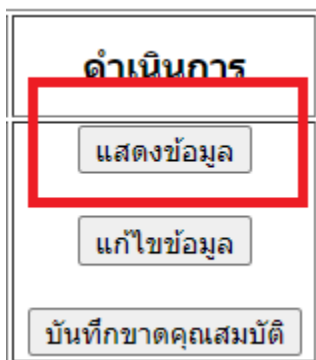 ดำเนินการ
แสดงข้อมูล
แก้ไขข้อมูล
บันทึกขาดคุณสมบัติ